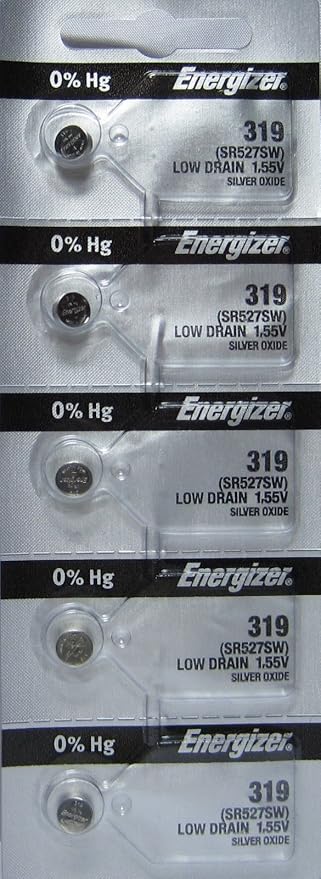 0% Hg Energizer®
319
(SR527SW)
LOW DRAIN 1.55V
SILVER OXIDE
0% Hg Energizer®
319
(SR527SW)
LOW DRAIN 1.55V
SILVER OXIDE
Energizer
0% Hg Energizer®
319
(SR527SW)
LOW DRAIN 1.55V
SILVER OXIDE
0% Hg Energizer®
319
(SR527SW)
LOW DRAIN 1.55V
SILVER OXIDE
0% Hg Energizer®
319
(SR527SW)
LOW DRAIN 1.55V
SILVER OXIDE